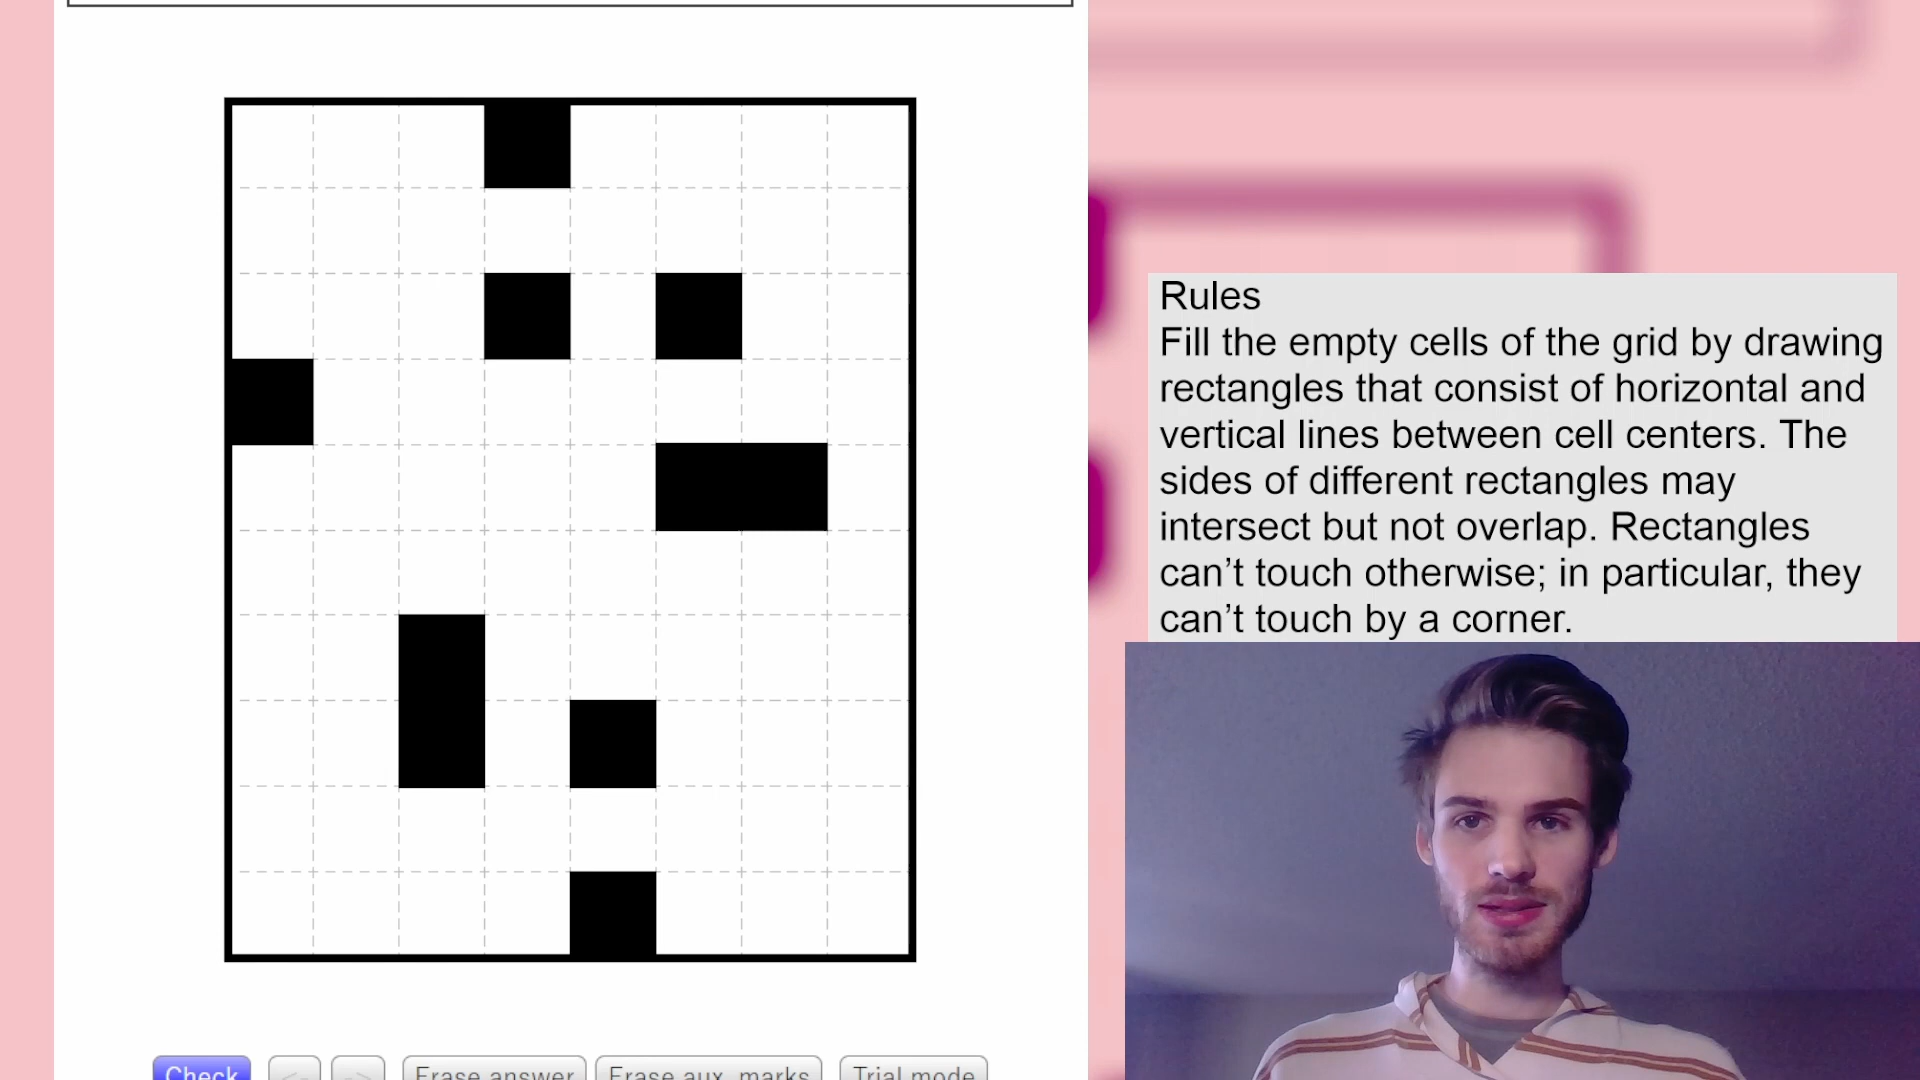 Rules
Fill the empty cells of the grid by drawing
rectangles that consist of horizontal and
vertical lines between cell centers. The
sides of different rectangles may
intersect but not overlap. Rectangles
can’t touch otherwise; in particular, they
can’t touch by a corner.
Check <- -> Erase answer Erase aux. marks Trial mode